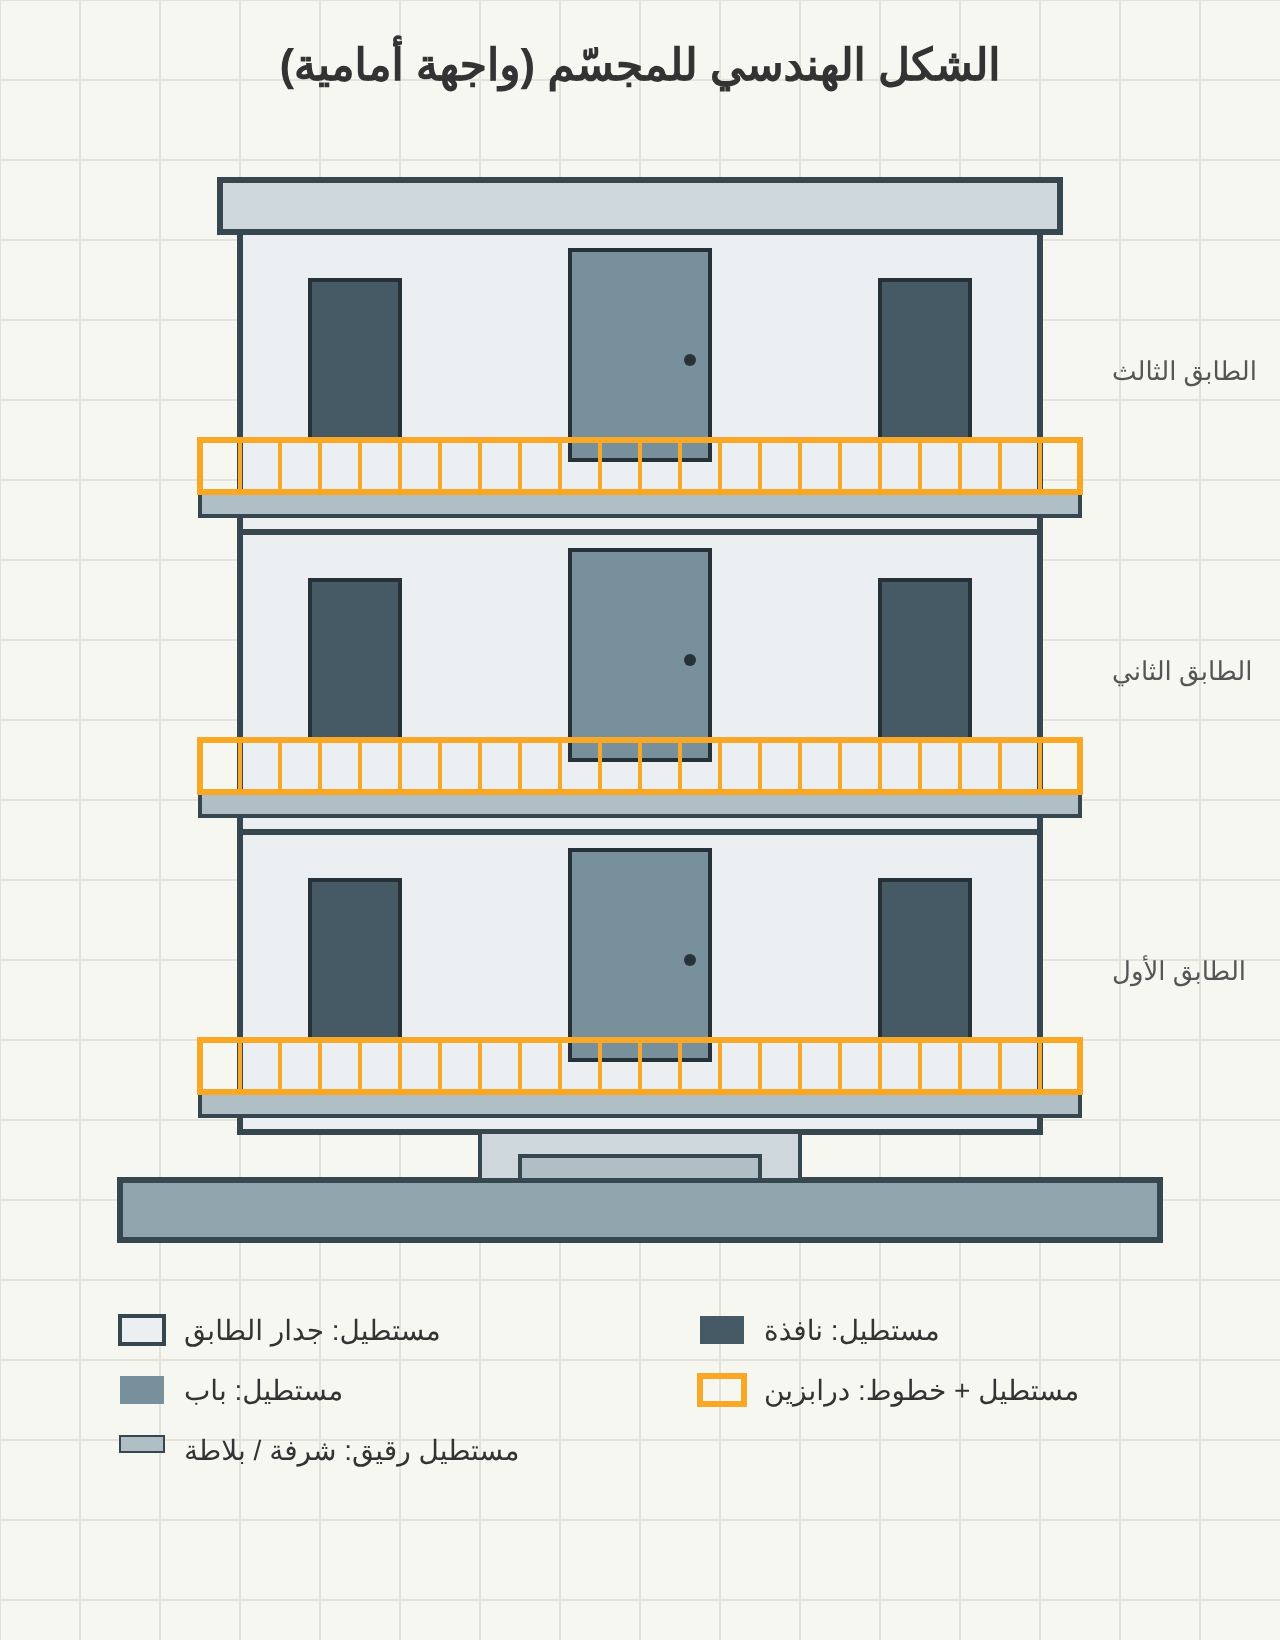 الشكل الهندسي للمجسّم (واجهة أمامية)
الطابق الثالث
الطابق الثاني
الطابق الأول
مستطيل: نافذة
مستطيل: جدار الطابق
مستطيل + خطوط: درابزين
مستطيل: باب
مستطيل رقيق: شرفة / بلاطة